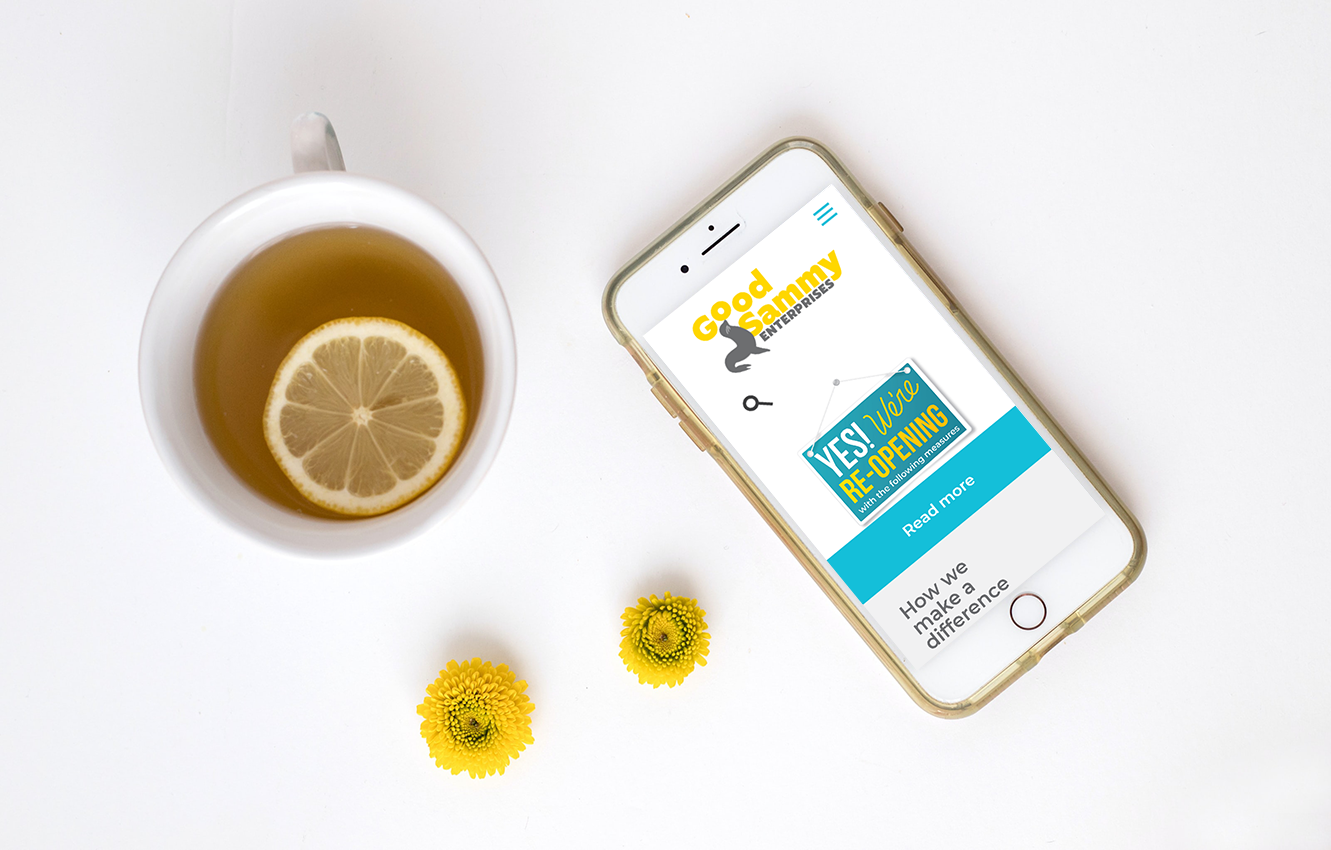 Good
Sammy
ENTERPRISES
YES! We're
RE-OPENING
with the following measures
Read more
How we
make a
difference